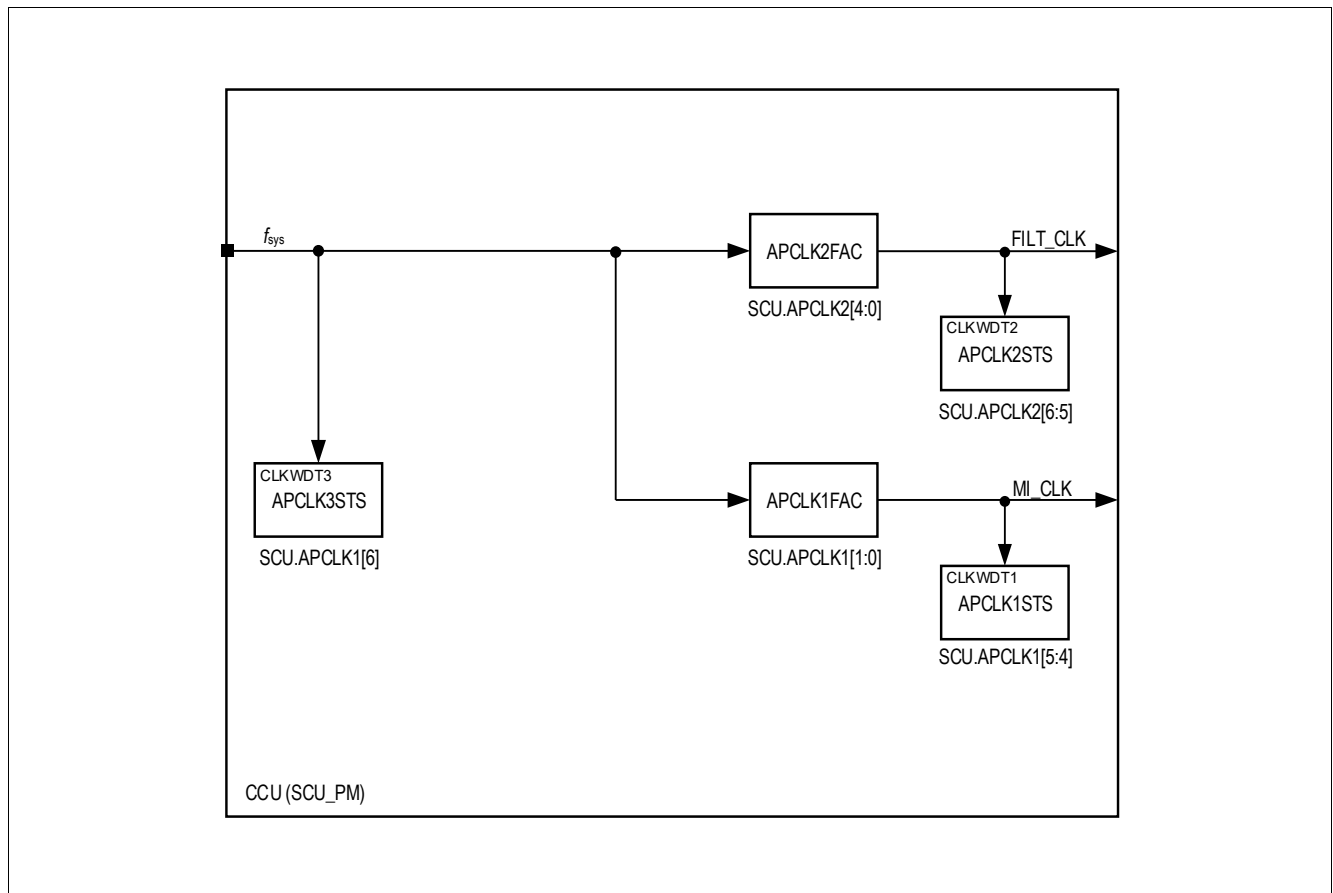 fsys
APCLK2FAC
FILT_CLK
SCU.APCLK2[4:0]
CLKWDT2
APCLK2STS
SCU.APCLK2[6:5]
CLKWDT3
APCLK3STS
SCU.APCLK1[6]
APCLK1FAC
MI_CLK
SCU.APCLK1[1:0]
CLKWDT1
APCLK1STS
SCU.APCLK1[5:4]
CCU (SCU_PM)